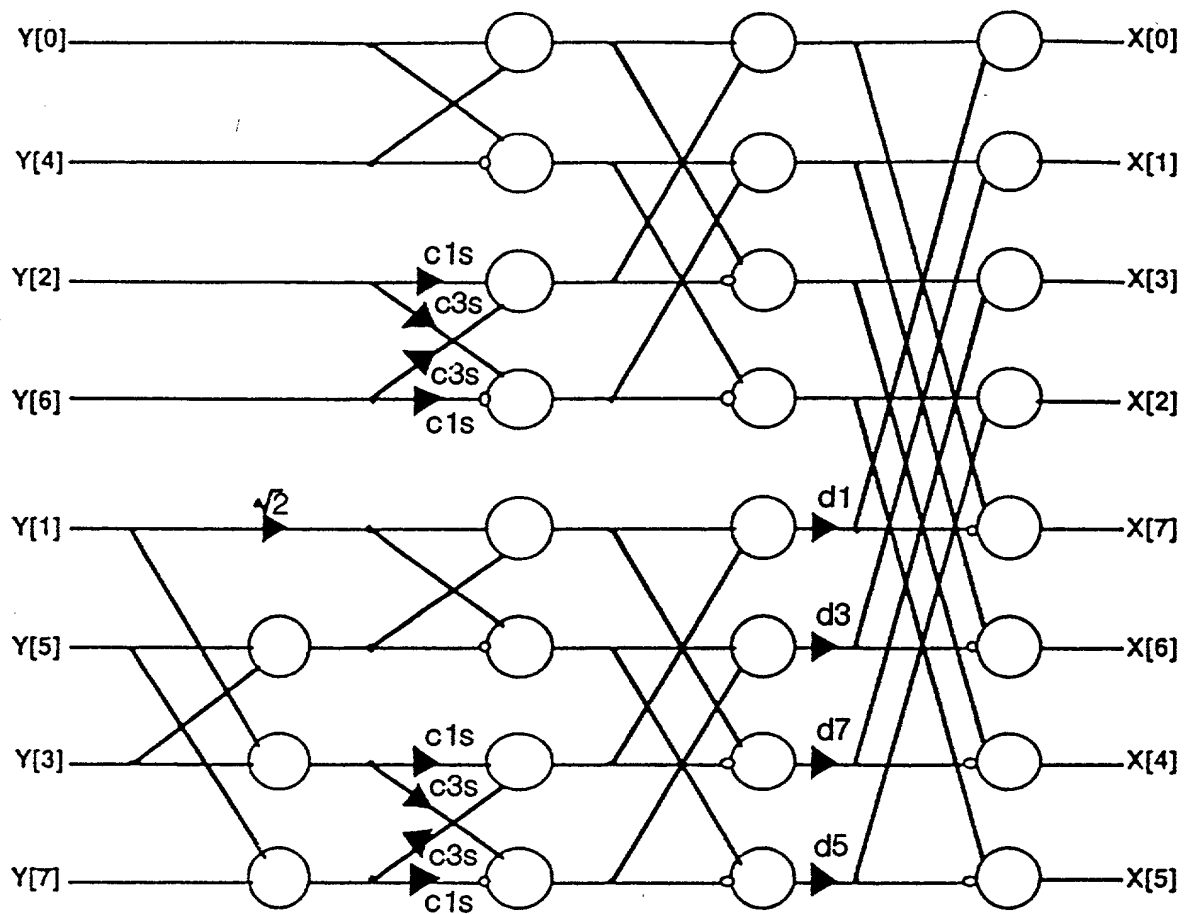 Y[0] X[0]
Y[4] X[1]
c1s
Y[2] X[3]
c3s
Y[6] c3s X[2]
c1s
√2 d1
Y[1] X[7]
d3
Y[5] X[6]
c1s d7
Y[3] X[4]
c3s
c3s d5
Y[7] X[5]
c1s